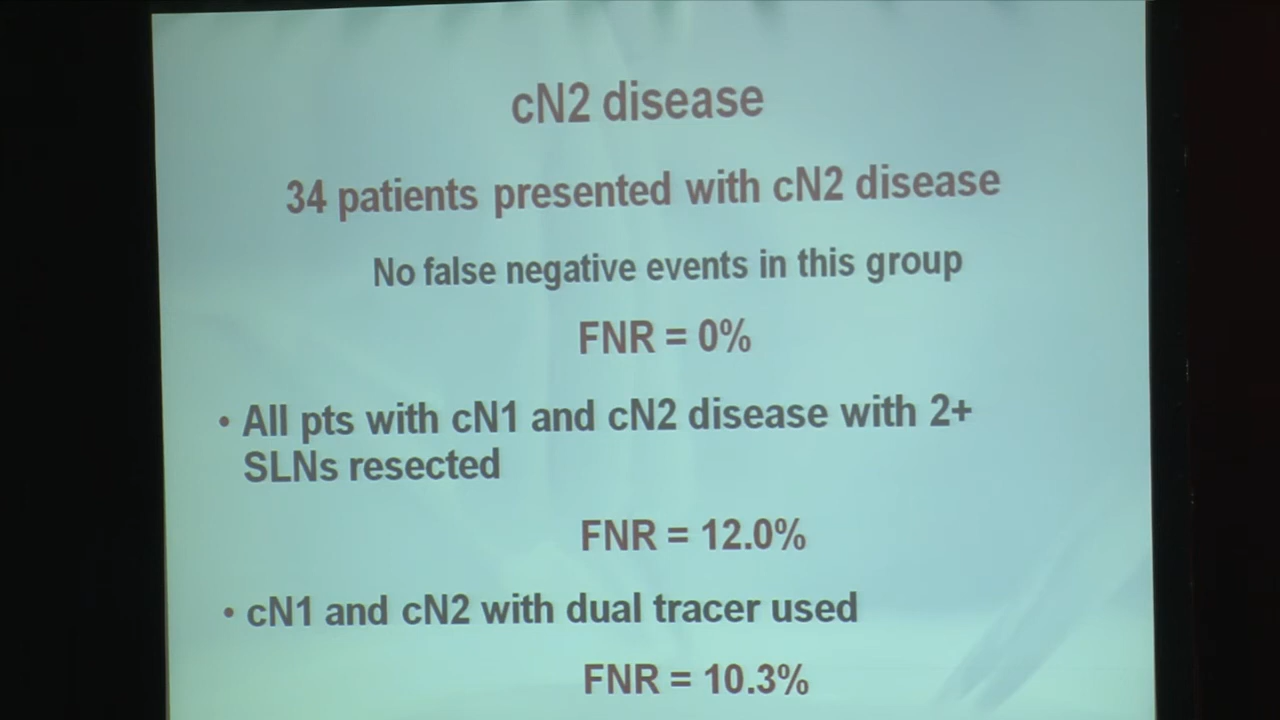 cN2 disease
34 patients presented with cN2 disease
No false negative events in this group
FNR = 0%
• All pts with cN1 and cN2 disease with 2+
SLNs resected
FNR = 12.0%
• cN1 and cN2 with dual tracer used
FNR = 10.3%